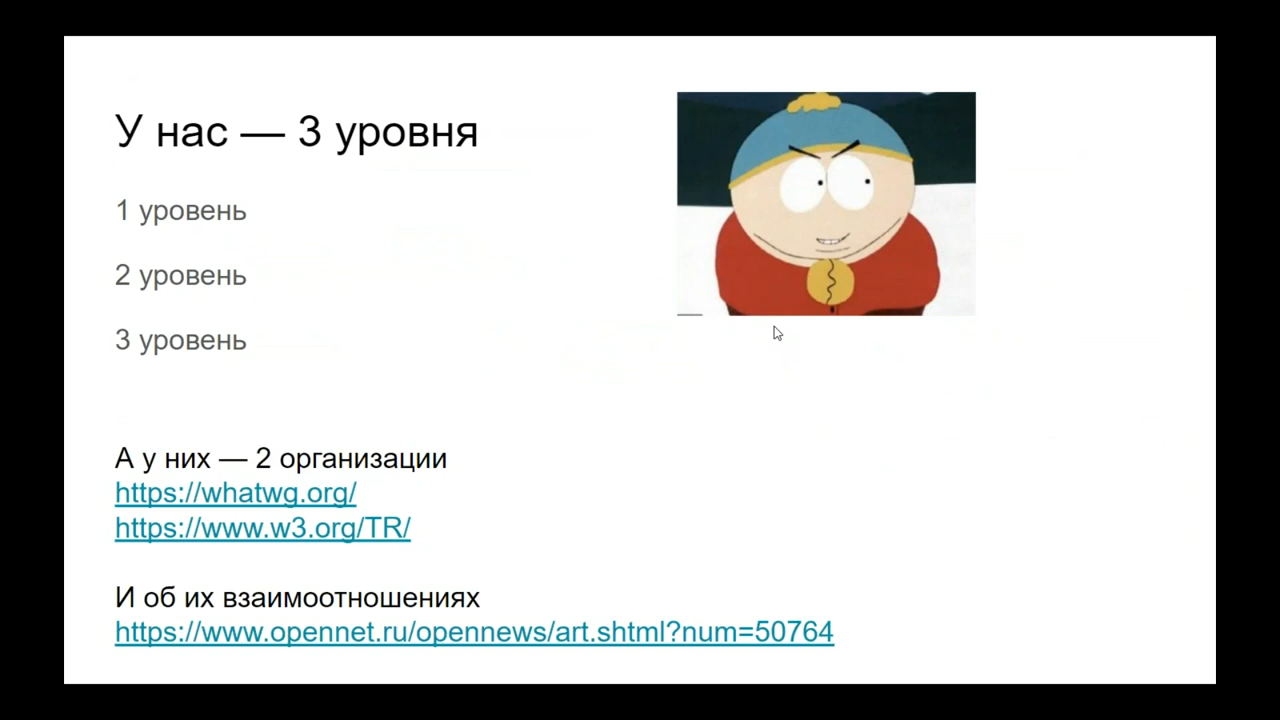 У нас — 3 уровня
1 уровень
2 уровень
3 уровень
А у них — 2 организации
https://whatwg.org/
https://www.w3.org/TR/
И об их взаимоотношениях
https://www.opennet.ru/opennews/art.shtml?num=50764